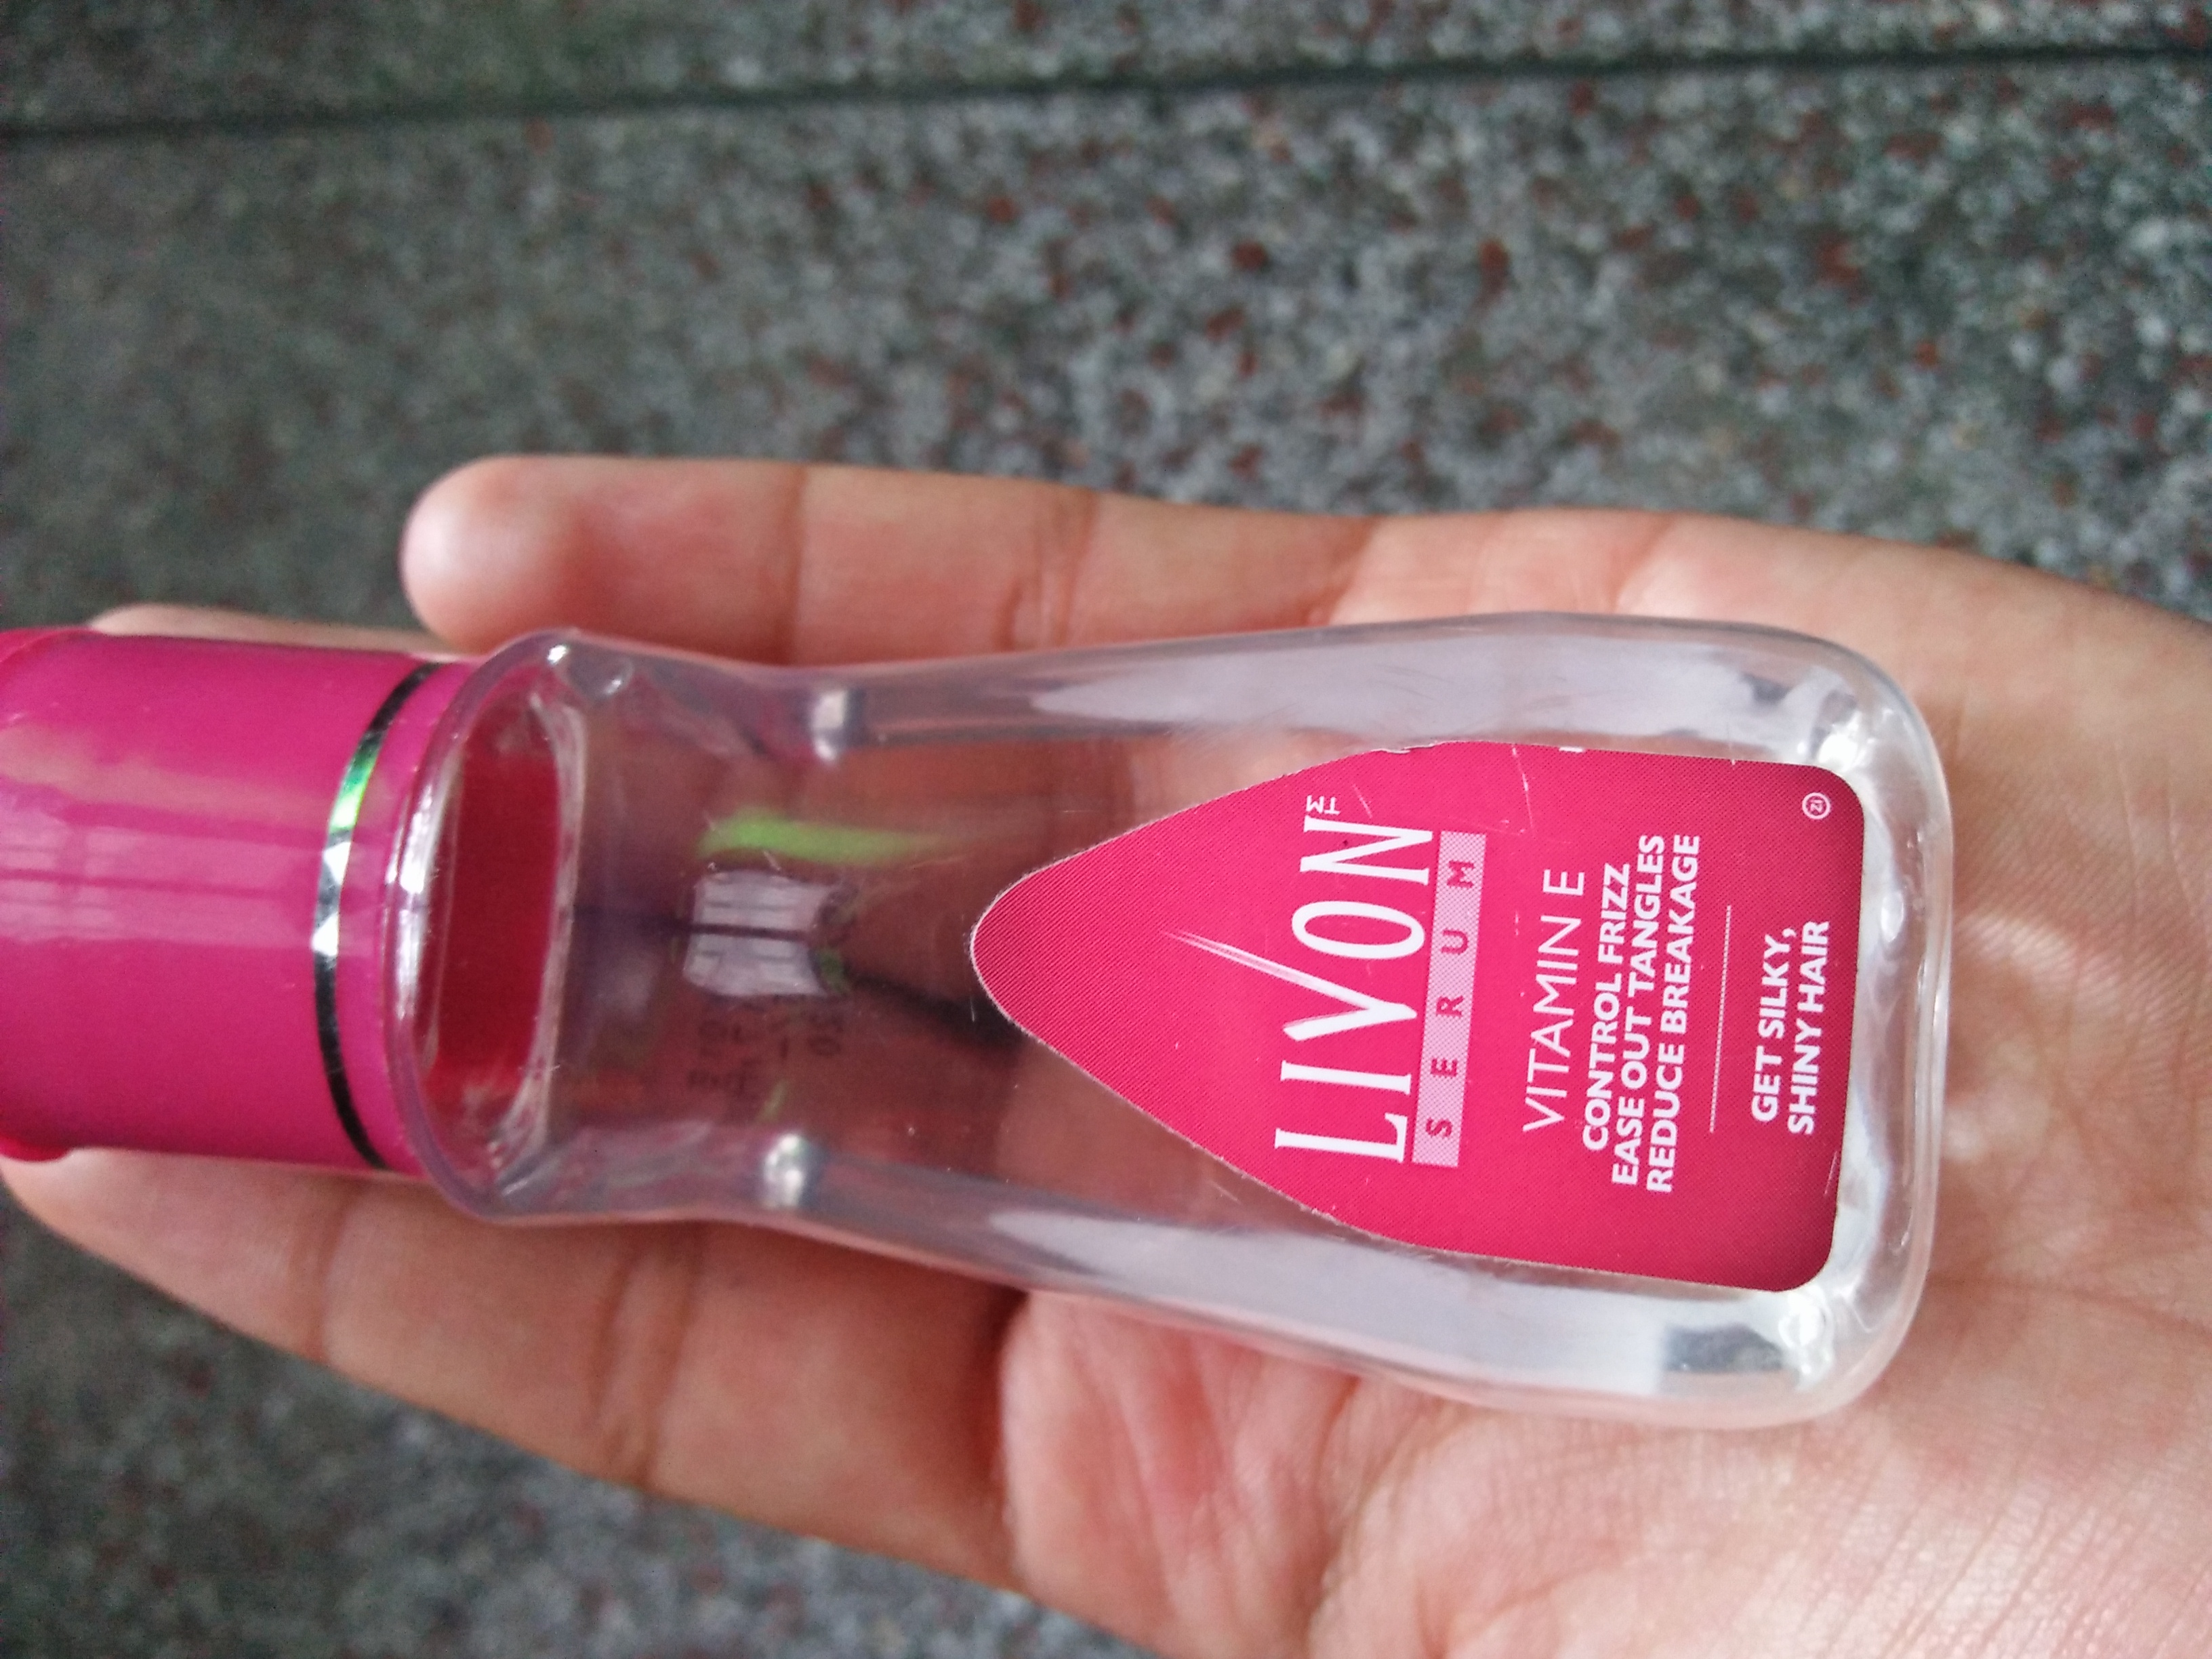 LIVON™
SERUM
VITAMIN E
CONTROL FRIZZ
EASE OUT TANGLES
REDUCE BREAKAGE
GET SILKY,
SHINY HAIR